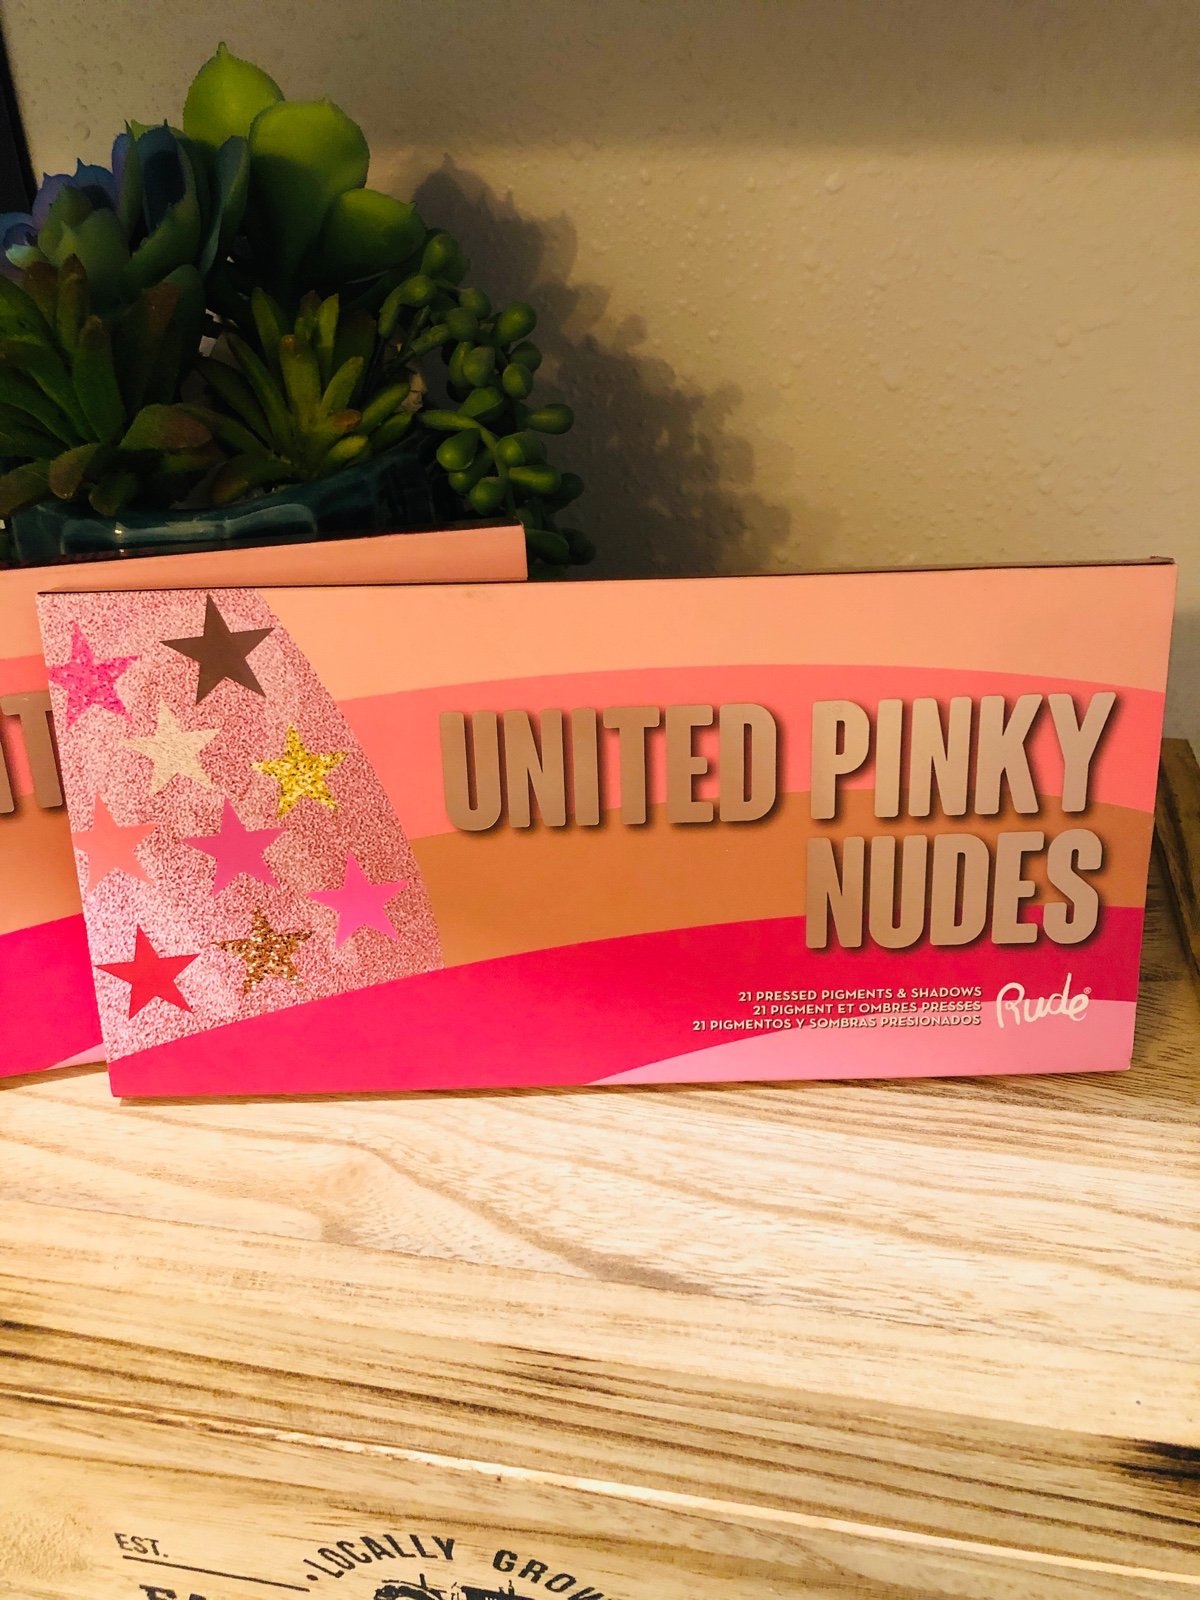 UNITED PINKY
NUDES
21 PRESSED PIGMENTS & SHADOWS
21 PIGMENT ET OMBRES PRESSES
21 PIGMENTOS Y SOMBRAS PRESIONADOS
Rude®
EST.
LOCALLY